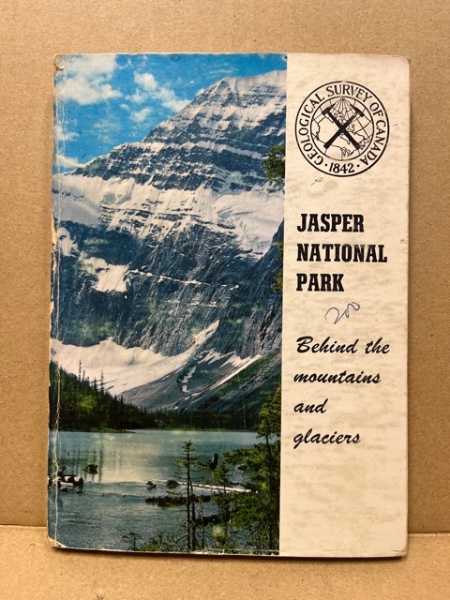 GEOLOGICAL SURVEY OF CANADA
· 1842 ·
JASPER
NATIONAL
PARK
200
Behind the
mountains
and
glaciers